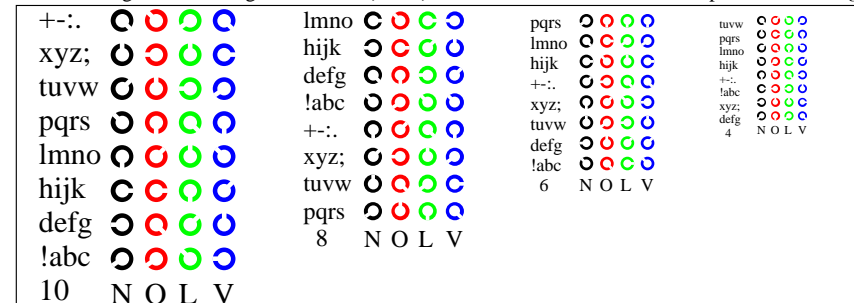 +-:.
xyz;
tuvw
pqrs
lmno
hijk
defg
!abc
10 N O L V
lmno
hijk
defg
!abc
+-:.
xyz;
tuvw
pqrs
8 N O L V
pqrs
lmno
hijk
+-:.
xyz;
tuvw
defg
!abc
6 N O L V
tuvw
pqrs
lmno
hijk
+-:.
!abc
xyz;
defg
4 N O L V